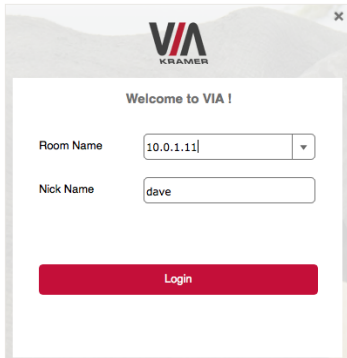 VIA
KRAMER
Welcome to VIA !
Room Name 10.0.1.11
Nick Name dave
Login